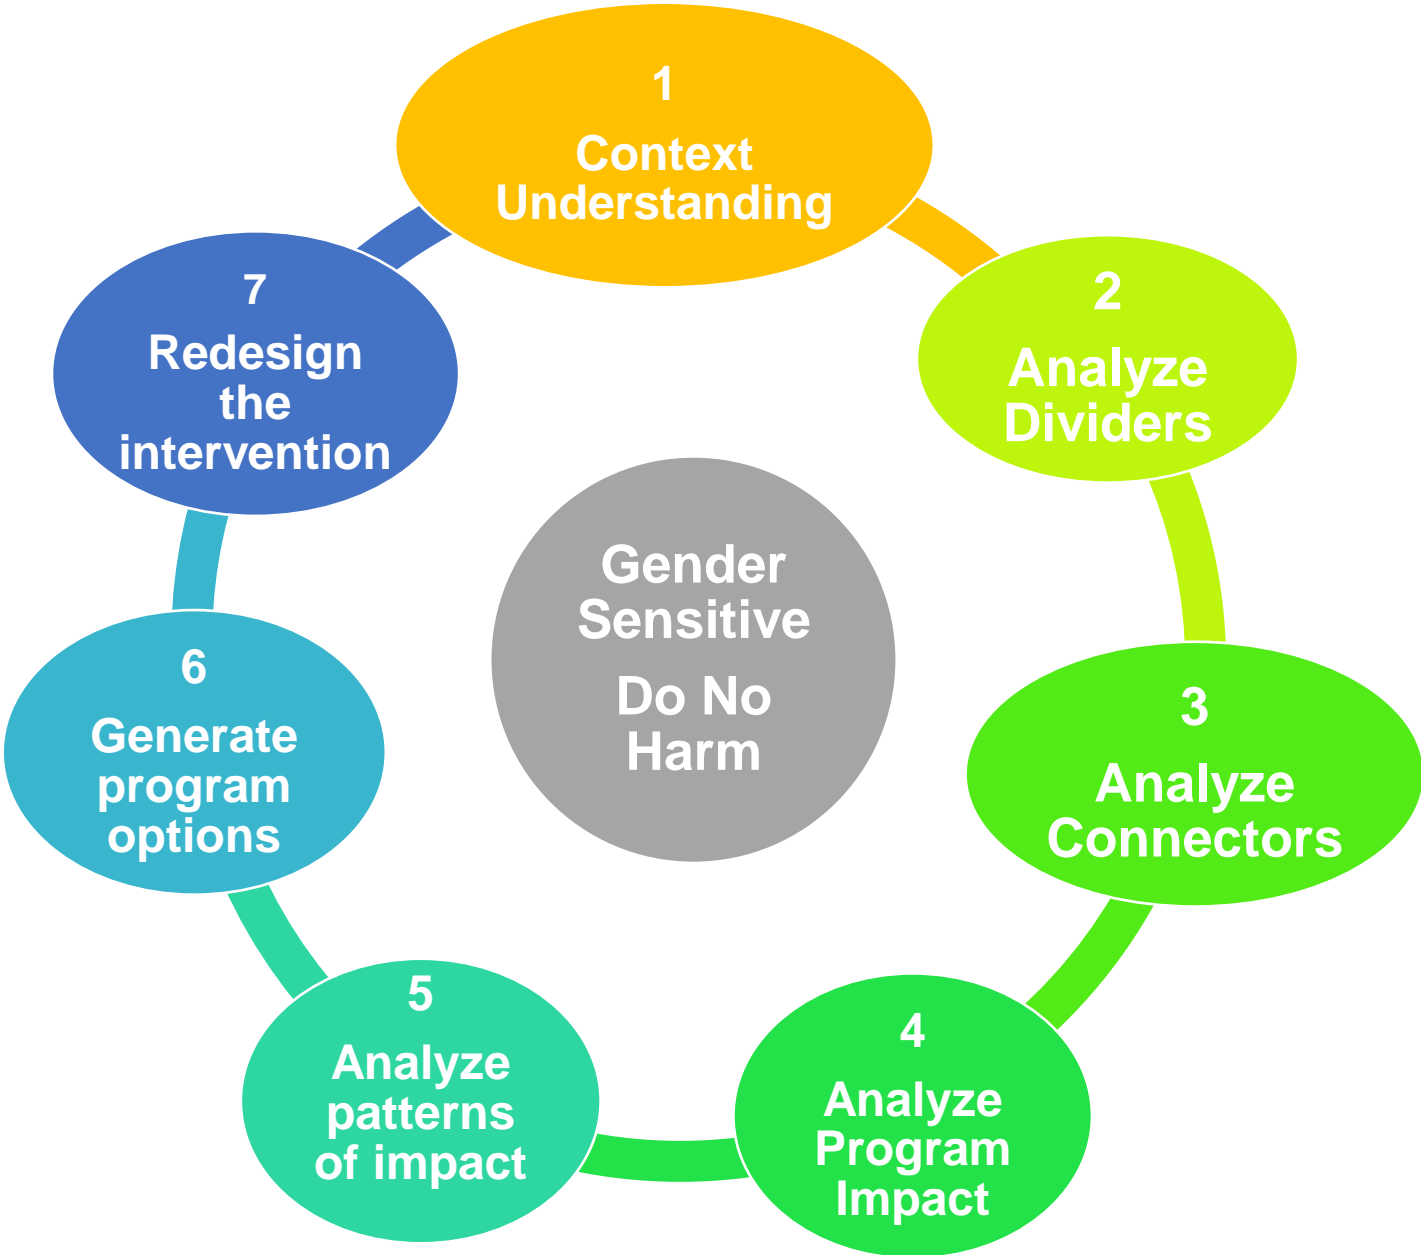 1
Context
Understanding
2
Analyze
Dividers
3
Analyze
Connectors
4
Analyze
Program
Impact
5
Analyze
patterns
of impact
6
Generate
program
options
7
Redesign
the
intervention
Gender
Sensitive
Do No
Harm